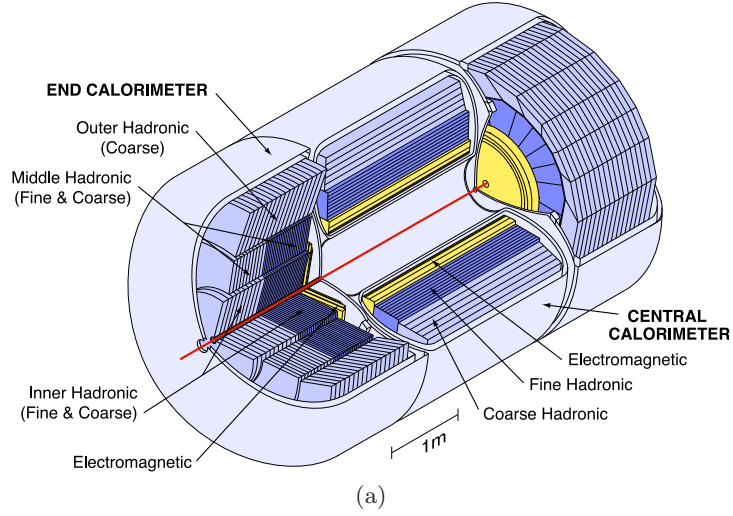 END CALORIMETER
Outer Hadronic
(Coarse)
Middle Hadronic
(Fine & Coarse)
CENTRAL
CALORIMETER
Electromagnetic
Fine Hadronic
Coarse Hadronic
Inner Hadronic
(Fine & Coarse)
Electromagnetic
1m
(a)